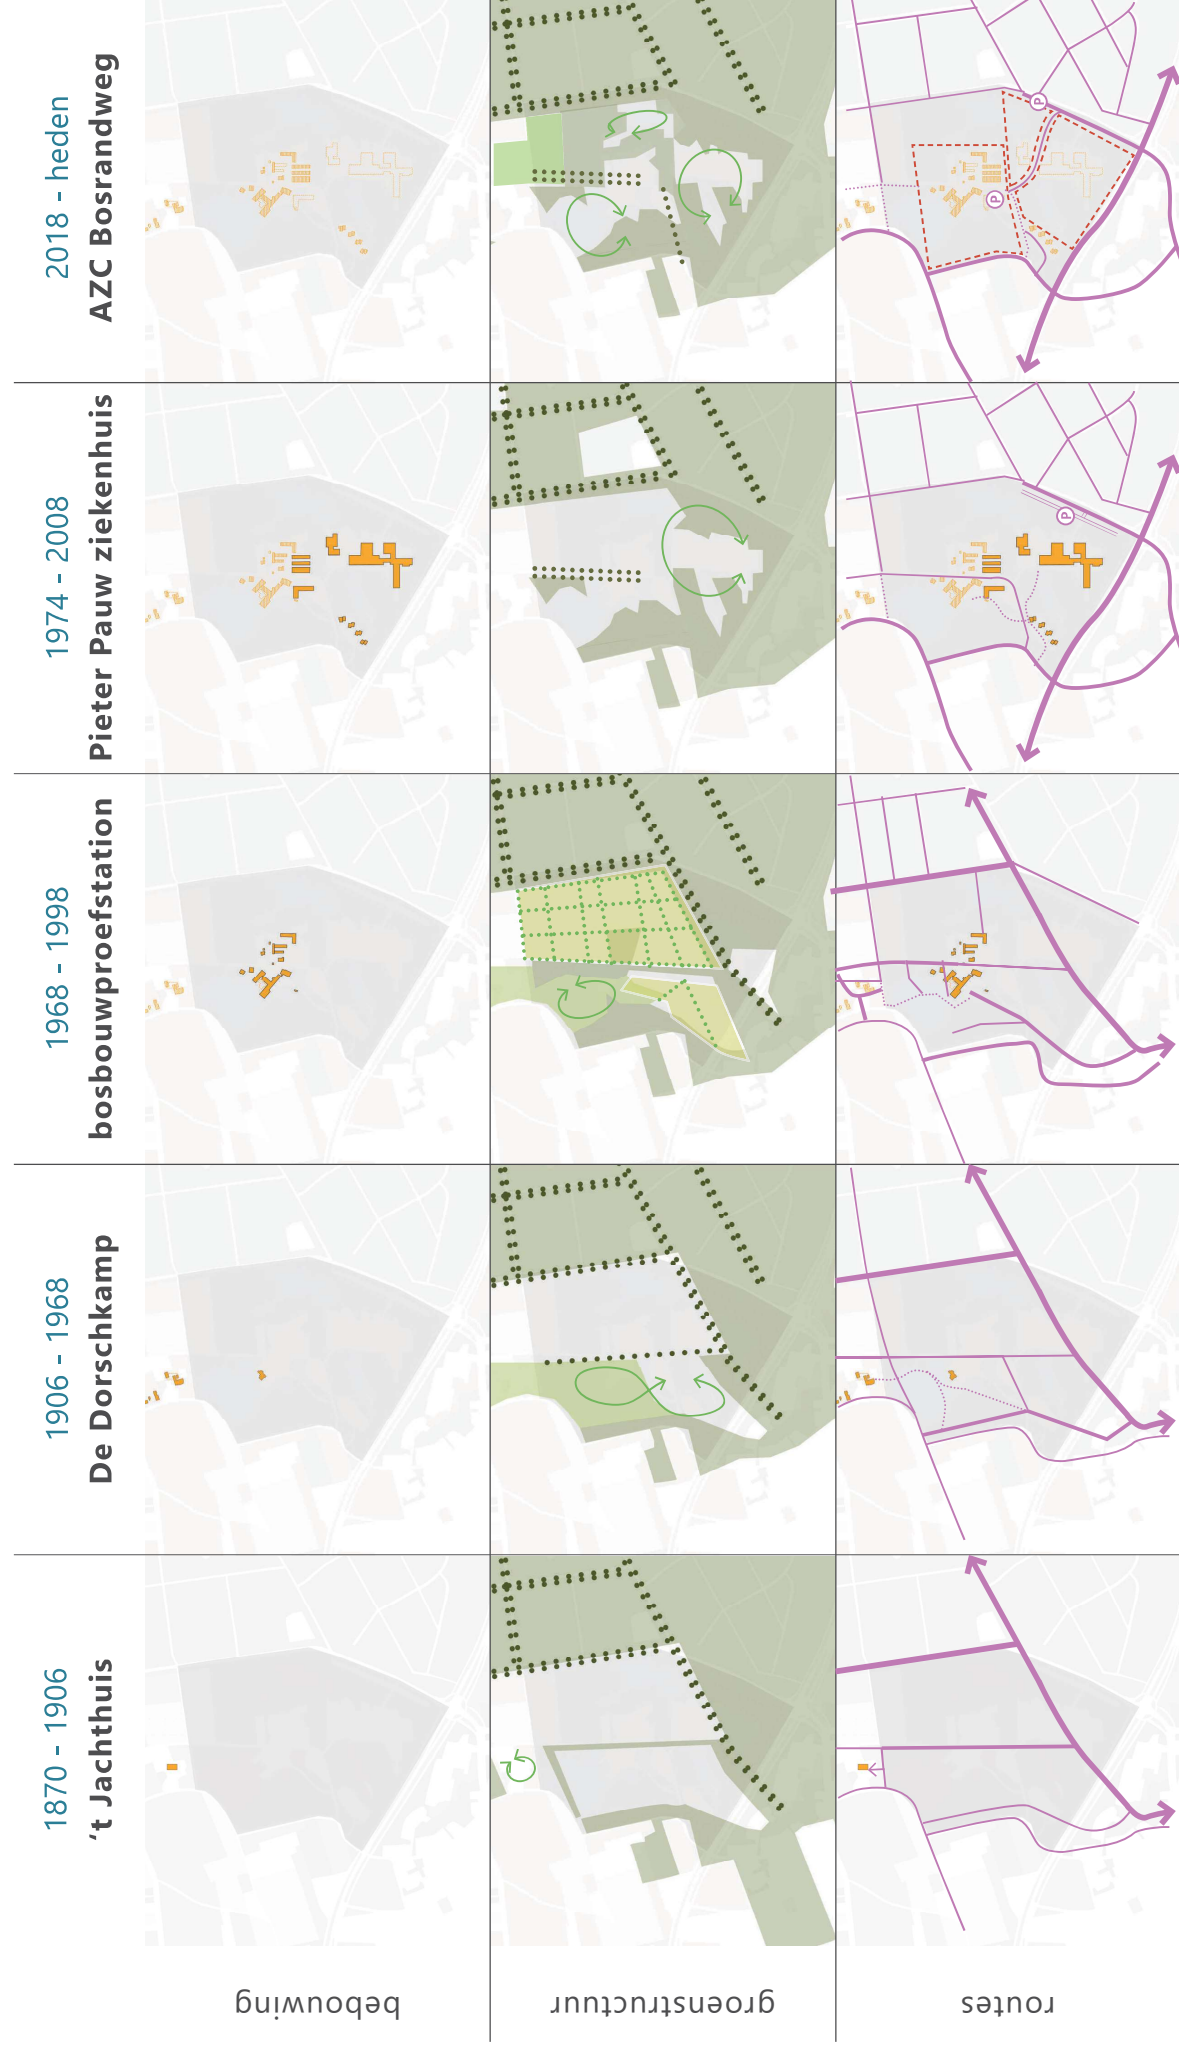 1870 - 1906
‘t Jachthuis
1906 – 1968
De Dorschkamp
1968 - 1998
bosbouwproefstation
1974 - 2008
Pieter Pauw ziekenhuis
2018 - heden
AZC Bosrandweg
bebouwing
groenstructuur
routes
P
P
P